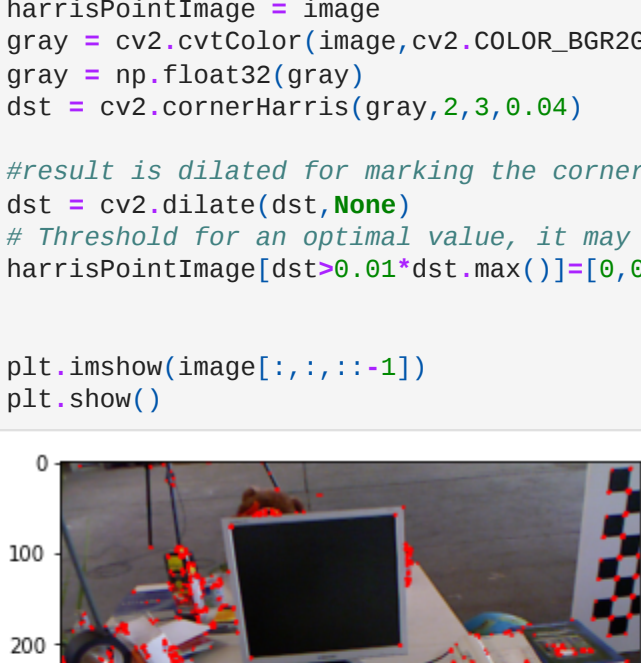 harrisPointImage = image
gray = cv2.cvtColor(image,cv2.COLOR_BGR2G
gray = np.float32(gray)
dst = cv2.cornerHarris(gray,2,3,0.04)
#result is dilated for marking the corner
dst = cv2.dilate(dst,None)
# Threshold for an optimal value, it may
harrisPointImage[dst>0.01*dst.max()]=[0,0
plt.imshow(image[:,:,::-1])
plt.show()
0
100
200